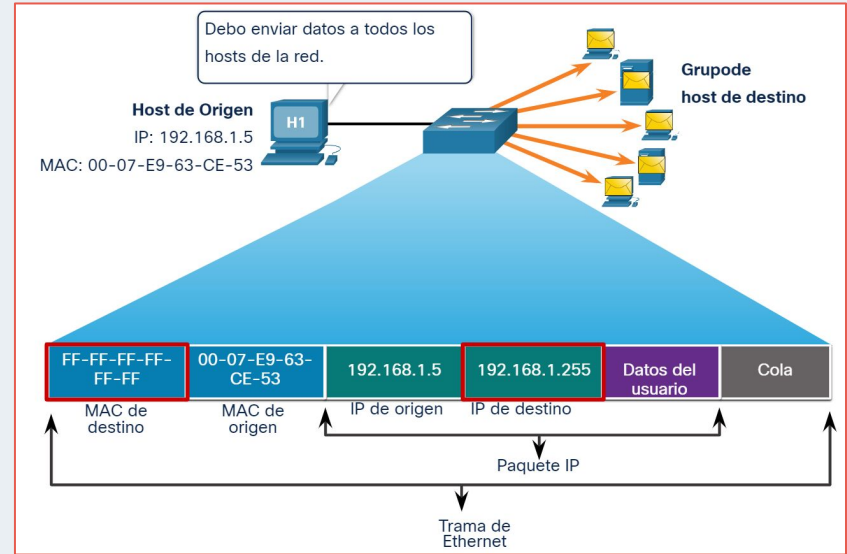 Debo enviar datos a todos los
hosts de la red.
Grupode
host de destino
Host de Origen
IP: 192.168.1.5
MAC: 00-07-E9-63-CE-53
H1
FF-FF-FF-FF-
FF-FF
00-07-E9-63-
CE-53
192.168.1.5
192.168.1.255
Datos del
usuario
Cola
MAC de
destino
MAC de
origen
IP de origen
IP de destino
Paquete IP
Trama de
Ethernet